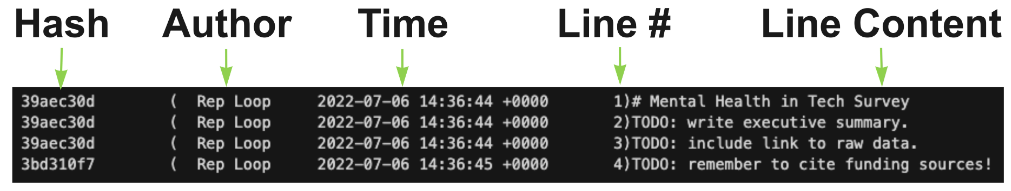 Hash Author Time Line # Line Content
39aec30d ( Rep Loop 2022-07-06 14:36:44 +0000 1)# Mental Health in Tech Survey
39aec30d ( Rep Loop 2022-07-06 14:36:44 +0000 2)TODO: write executive summary.
39aec30d ( Rep Loop 2022-07-06 14:36:44 +0000 3)TODO: include link to raw data.
3bd310f7 ( Rep Loop 2022-07-06 14:36:45 +0000 4)TODO: remember to cite funding sources!